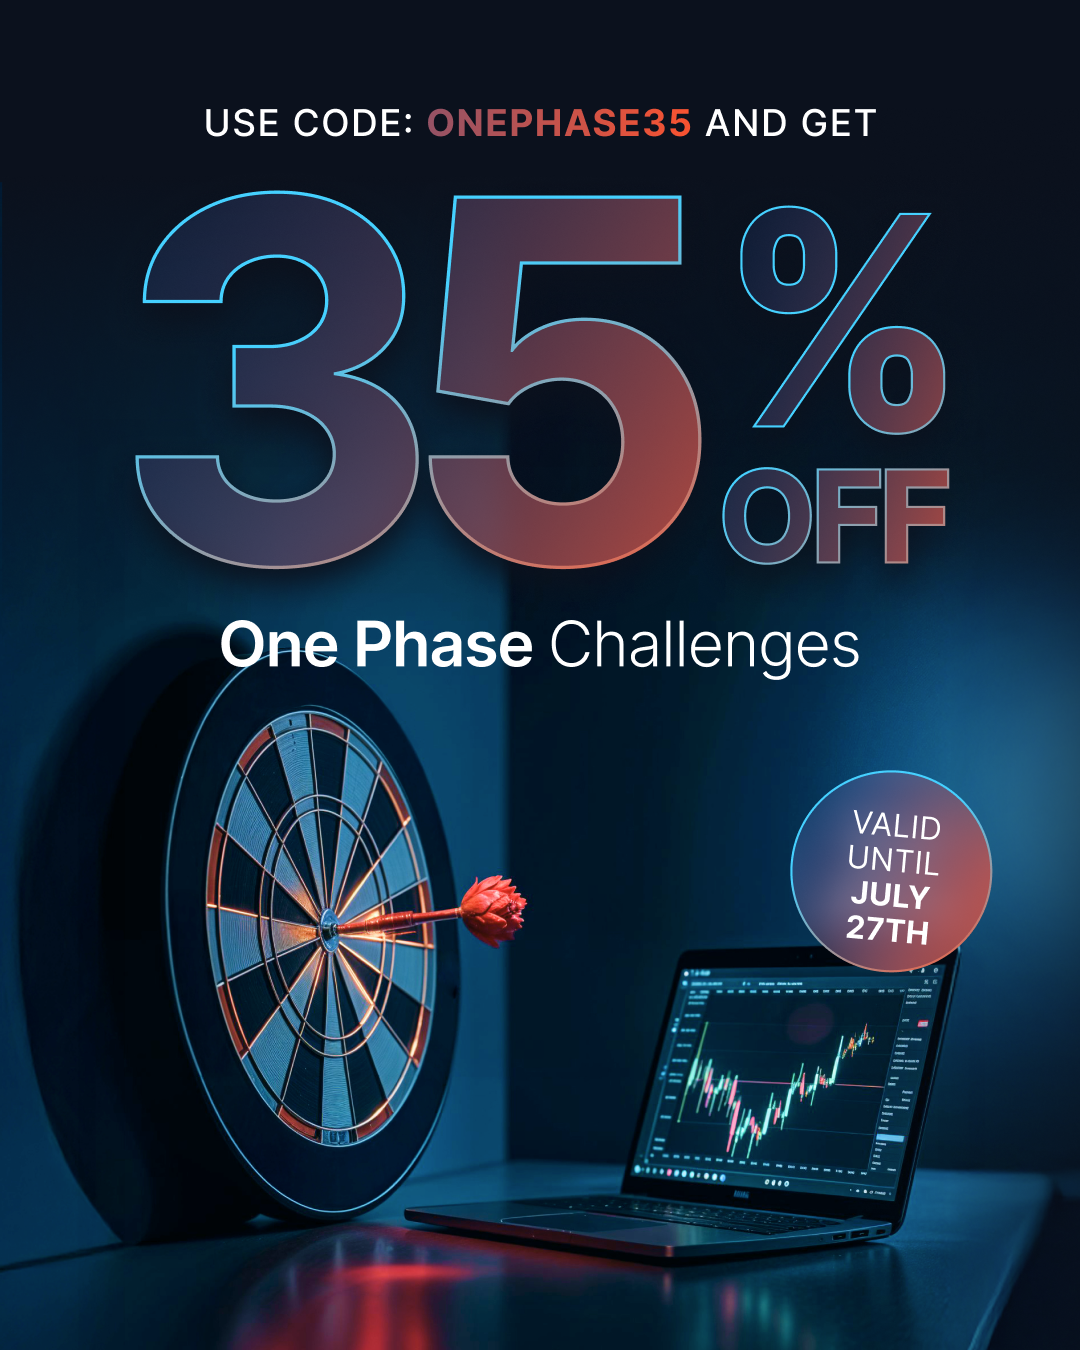 USE CODE: ONEPHASE35 AND GET
35%
OFF
One Phase Challenges
VALID
UNTIL
JULY
27TH